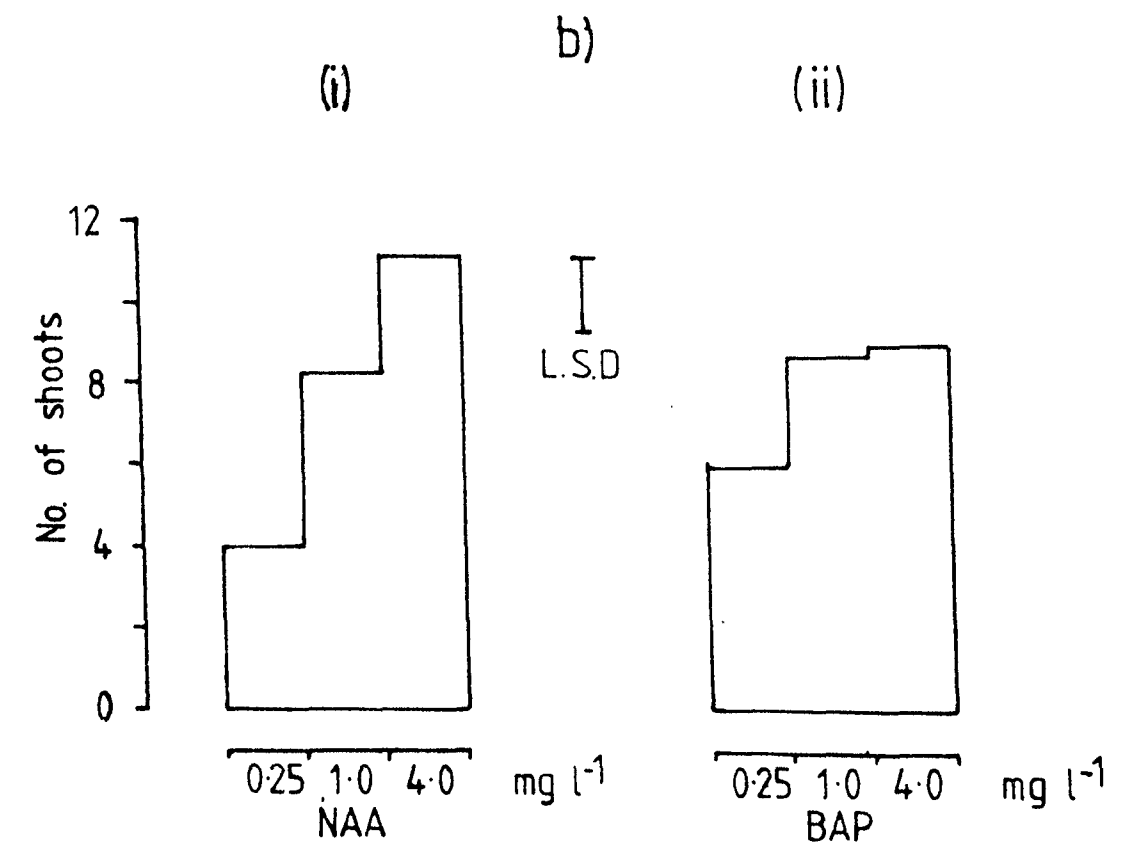 b)
(i)
(ii)
12
8
4
0
No. of shoots
L.S.D
0·25 1·0 4·0 mg l⁻¹
NAA
0·25 1·0 4·0 mg l⁻¹
BAP